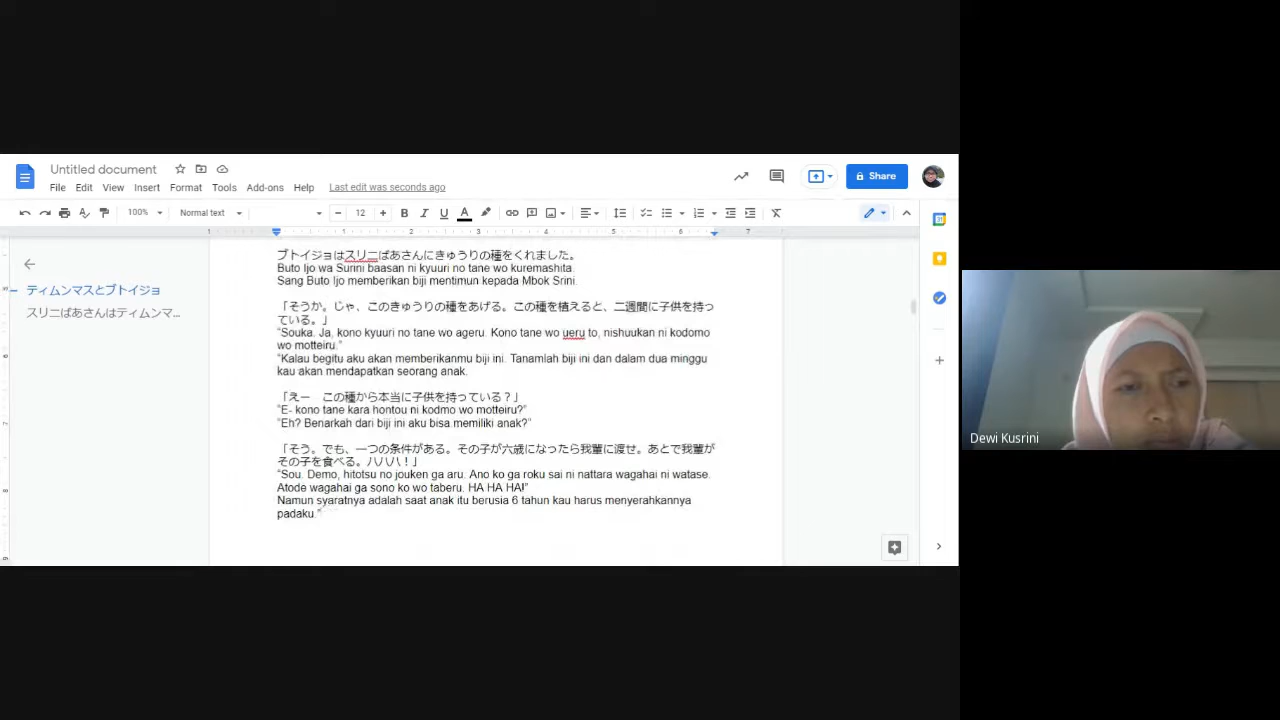 Untitled document
File Edit View Insert Format Tools Add-ons Help Last edit was seconds ago
Share
100% Normal text 12
1 1 2 3 4 5 6 7
ティムンマスとブトイジョ
スリニばあさんはティムンマ...
ブトイジョはスリニばあさんにきゅうりの種をくれました。
Buto Ijo wa Surini baasan ni kyuuri no tane wo kuremashita.
Sang Buto Ijo memberikan biji mentimun kepada Mbok Srini.
「そうか。じゃ、このきゅうりの種をあげる。この種を植えると、二週間に子供を持っ
ている。」
“Souka. Ja, kono kyuuri no tane wo ageru. Kono tane wo ueru to, nishuukan ni kodomo
wo motteiru.”
“Kalau begitu aku akan memberikanmu biji ini. Tanamlah biji ini dan dalam dua minggu
kau akan mendapatkan seorang anak.
「えー　この種から本当に子供を持っている？」
“E- kono tane kara hontou ni kodmo wo motteiru?”
“Eh? Benarkah dari biji ini aku bisa memiliki anak?”
「そう。でも、一つの条件がある。その子が六歳になったら我輩に渡せ。あとで我輩が
その子を食べる。ハハハ！」
“Sou. Demo, hitotsu no jouken ga aru. Ano ko ga roku sai ni nattara wagahai ni watase.
Atode wagahai ga sono ko wo taberu. HA HA HA!”
Namun syaratnya adalah saat anak itu berusia 6 tahun kau harus menyerahkannya
padaku.”
Dewi Kusrini